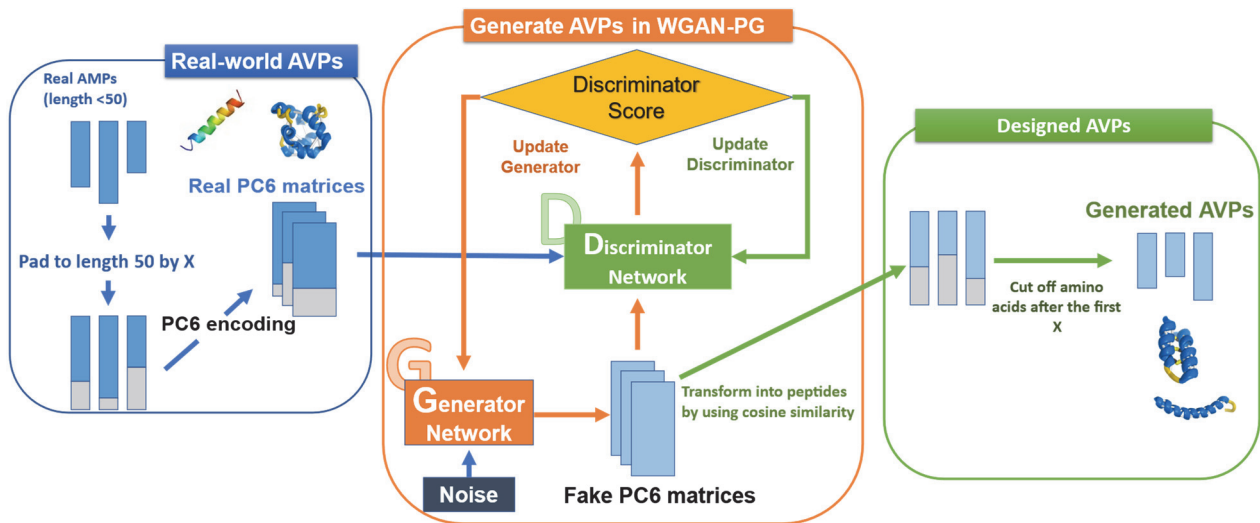 Real-world AVPs
Real AMPs
(length <50)
Real PC6 matrices
Pad to length 50 by X
PC6 encoding
Generate AVPs in WGAN-PG
Discriminator
Score
Update
Generator
Update
Discriminator
D
Discriminator
Network
G
Generator
Network
Noise
Fake PC6 matrices
Transform into peptides
by using cosine similarity
Designed AVPs
Generated AVPs
Cut off amino
acids after the first
X